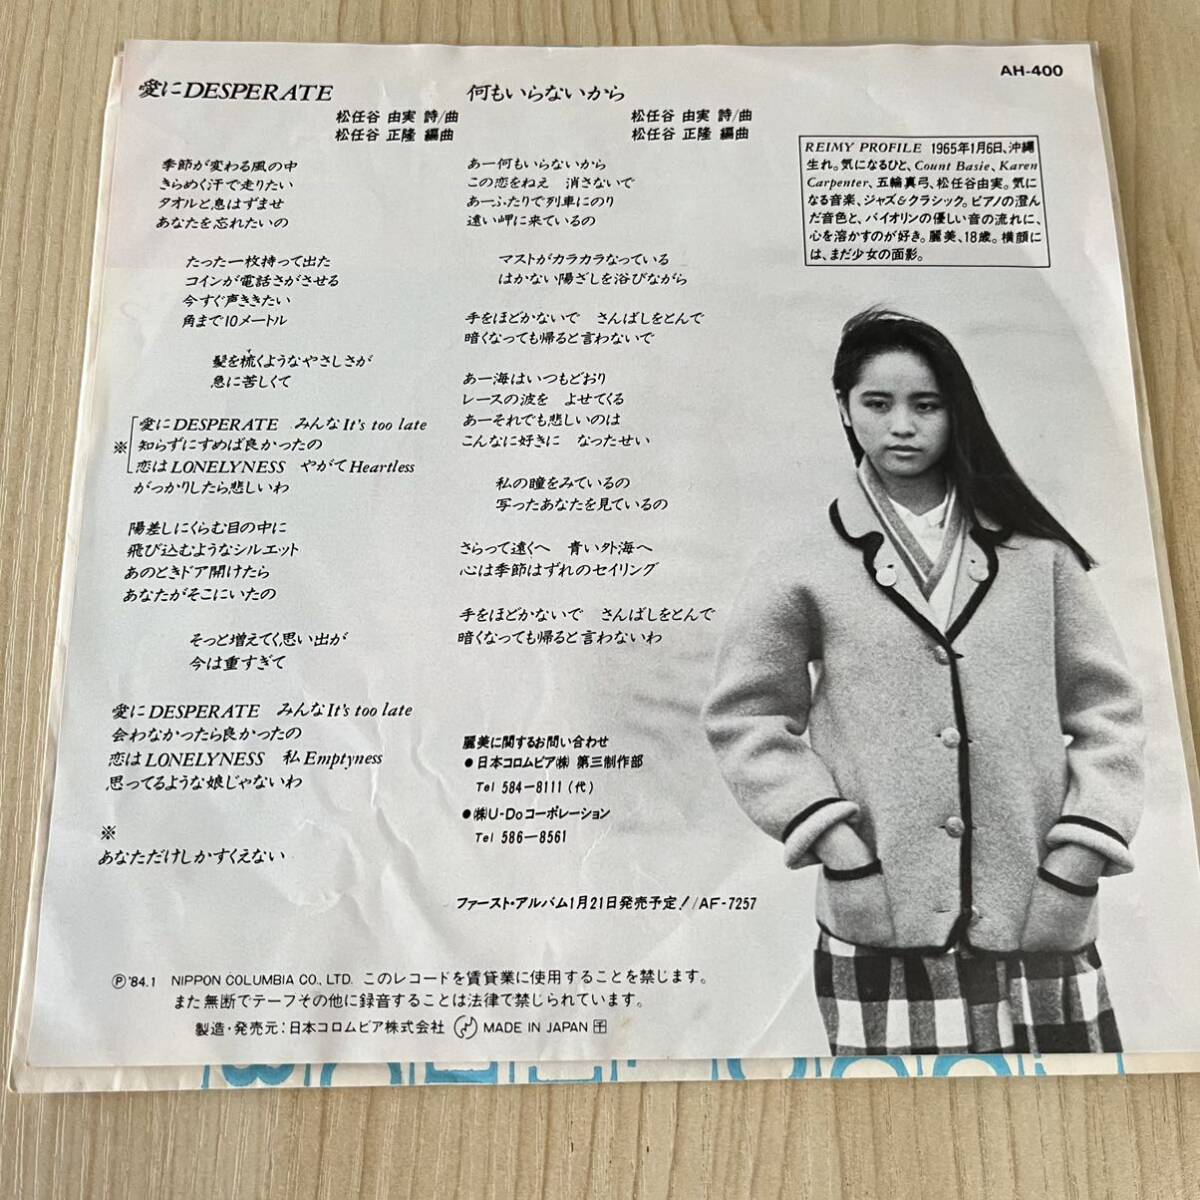 AH-400
愛にDESPERATE
松任谷 由実 詩/曲
松任谷 正隆 編曲
季節が変わる風の中
きらめく汗で走りたい
タオルと息はずませ
あなたを忘れたいの
たった一枚持って出た
コインが電話さがさせる
今すぐ声ききたい
角まで10メートル
髪を梳くようなやさしさが
急に苦しくて
※
愛にDESPERATE みんなIt's too late
知らずにすめば良かったの
恋はLONELYNESS やがてHeartless
がっかりしたら悲しいわ
陽差しにくらむ目の中に
飛び込むようなシルエット
あのときドア開けたら
あなたがそこにいたの
そっと増えてく思い出が
今は重すぎて
愛にDESPERATE みんなIt's too late
会わなかったら良かったの
恋はLONELYNESS 私Emptyness
思ってるような娘じゃないわ
※
あなただけしかすくえない
何もいらないから
松任谷 由実 詩/曲
松任谷 正隆 編曲
あー何もいらないから
この恋をねえ 消さないで
あーふたりで列車にのり
遠い岬に来ているの
マストがカラカラなっている
はかない陽ざしを浴びながら
手をほどかないで さんばしをとんで
暗くなっても帰ると言わないで
あー海はいつもどおり
レースの波を よせてくる
あーそれでも悲しいのは
こんなに好きに なったせい
私の瞳をみているの
写ったあなたを見ているの
さらって遠くへ 青い外海へ
心は季節はずれのセイリング
手をほどかないで さんばしをとんで
暗くなっても帰ると言わないわ
麗美に関するお問い合わせ
●日本コロムビア㈱ 第三制作部
Tel 584-8111(代)
●㈱U-Doコーポレーション
Tel 586-8561
ファースト・アルバム1月21日発売予定!/AF-7257
REIMY PROFILE 1965年1月6日、沖縄
生れ。気になるひと、Count Basie、Karen
Carpenter、五輪真弓、松任谷由実。気に
なる音楽、ジャズ&クラシック。ピアノの澄ん
だ音色と、バイオリンの優しい音の流れに、
心を溶かすのが好き。麗美、18歳。横顔に
は、まだ少女の面影。
Ⓟ'84.1 NIPPON COLUMBIA CO., LTD. このレコードを賃貸業に使用することを禁じます。
また無断でテープその他に録音することは法律で禁じられています。
製造・発売元:日本コロムビア株式会社 MADE IN JAPAN